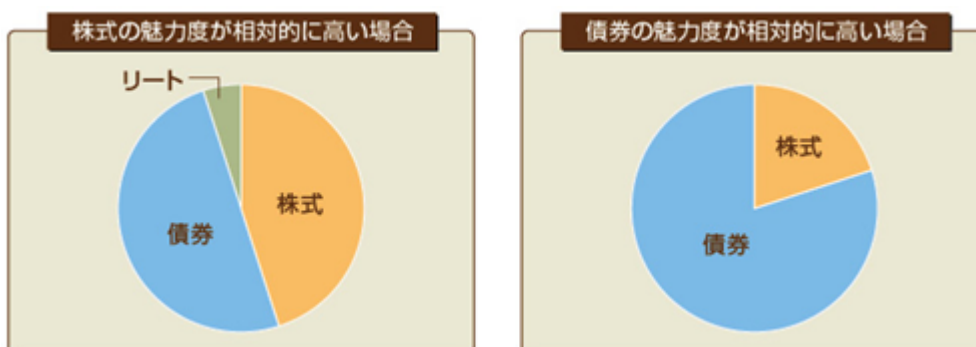 株式の魅力度が相対的に高い場合
リート
株式
債券
債券の魅力度が相対的に高い場合
株式
債券